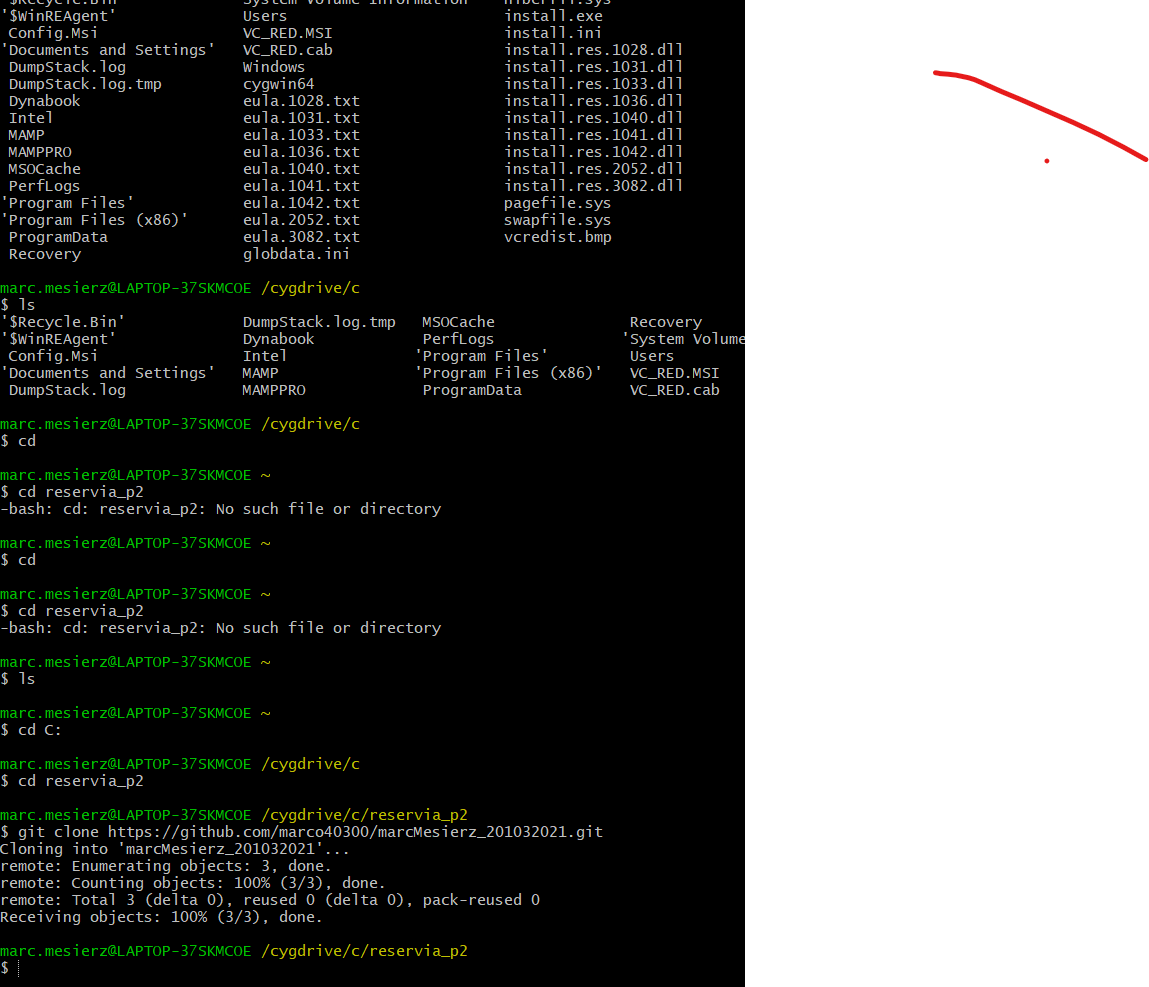 '$Recycle.Bin' System Volume Information hiberfil.sys
'$WinREAgent' Users install.exe
Config.Msi VC_RED.MSI install.ini
'Documents and Settings' VC_RED.cab install.res.1028.dll
DumpStack.log Windows install.res.1031.dll
DumpStack.log.tmp cygwin64 install.res.1033.dll
Dynabook eula.1028.txt install.res.1036.dll
Intel eula.1031.txt install.res.1040.dll
MAMP eula.1033.txt install.res.1041.dll
MAMPPRO eula.1036.txt install.res.1042.dll
MSOCache eula.1040.txt install.res.2052.dll
PerfLogs eula.1041.txt install.res.3082.dll
'Program Files' eula.1042.txt pagefile.sys
'Program Files (x86)' eula.2052.txt swapfile.sys
ProgramData eula.3082.txt vcredist.bmp
Recovery globdata.ini
marc.mesierz@LAPTOP-37SKMCOE /cygdrive/c
$ ls
'$Recycle.Bin' DumpStack.log.tmp MSOCache Recovery
'$WinREAgent' Dynabook PerfLogs 'System Volume
Config.Msi Intel 'Program Files' Users
'Documents and Settings' MAMP 'Program Files (x86)' VC_RED.MSI
DumpStack.log MAMPPRO ProgramData VC_RED.cab
marc.mesierz@LAPTOP-37SKMCOE /cygdrive/c
$ cd
marc.mesierz@LAPTOP-37SKMCOE ~
$ cd reservia_p2
-bash: cd: reservia_p2: No such file or directory
marc.mesierz@LAPTOP-37SKMCOE ~
$ cd
marc.mesierz@LAPTOP-37SKMCOE ~
$ cd reservia_p2
-bash: cd: reservia_p2: No such file or directory
marc.mesierz@LAPTOP-37SKMCOE ~
$ ls
marc.mesierz@LAPTOP-37SKMCOE ~
$ cd C:
marc.mesierz@LAPTOP-37SKMCOE /cygdrive/c
$ cd reservia_p2
marc.mesierz@LAPTOP-37SKMCOE /cygdrive/c/reservia_p2
$ git clone https://github.com/marco40300/marcMesierz_201032021.git
Cloning into 'marcMesierz_201032021'...
remote: Enumerating objects: 3, done.
remote: Counting objects: 100% (3/3), done.
remote: Total 3 (delta 0), reused 0 (delta 0), pack-reused 0
Receiving objects: 100% (3/3), done.
marc.mesierz@LAPTOP-37SKMCOE /cygdrive/c/reservia_p2
$